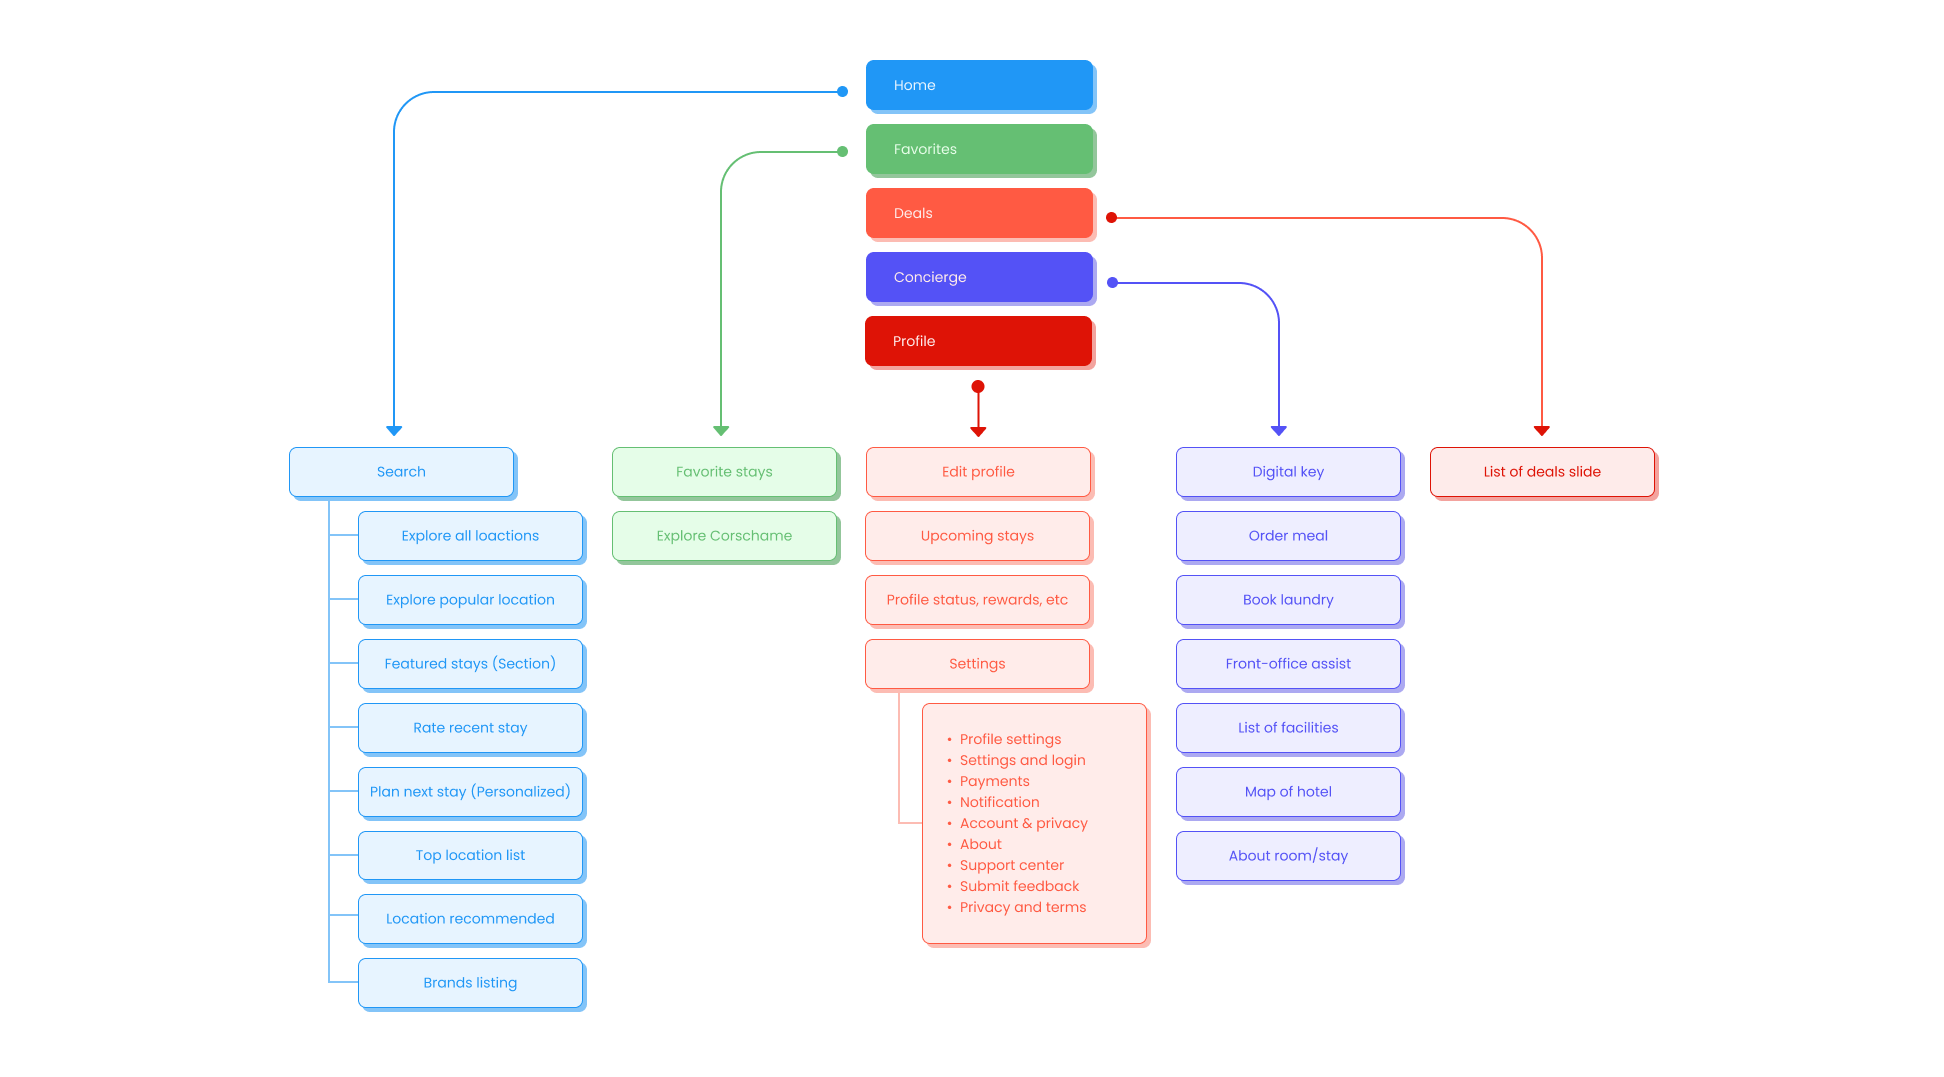 Home
Favorites
Deals
Concierge
Profile
Search
Explore all loactions
Explore popular location
Featured stays (Section)
Rate recent stay
Plan next stay (Personalized)
Top location list
Location recommended
Brands listing
Favorite stays
Explore Corschame
Edit profile
Upcoming stays
Profile status, rewards, etc
Settings
• Profile settings
• Settings and login
• Payments
• Notification
• Account & privacy
• About
• Support center
• Submit feedback
• Privacy and terms
Digital key
Order meal
Book laundry
Front-office assist
List of facilities
Map of hotel
About room/stay
List of deals slide